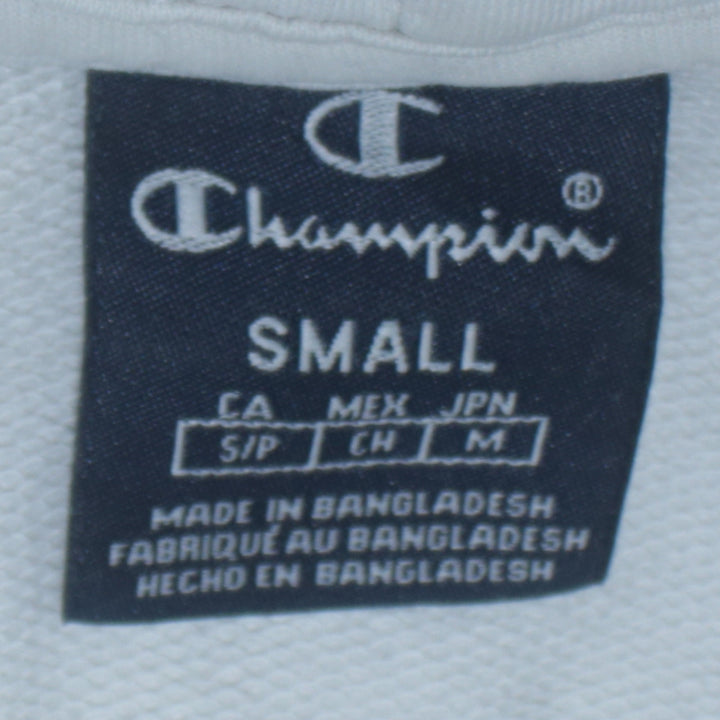 Champion®
SMALL
CA MEX JPN
S/P CH M
MADE IN BANGLADESH
FABRIQUÉ AU BANGLADESH
HECHO EN BANGLADESH